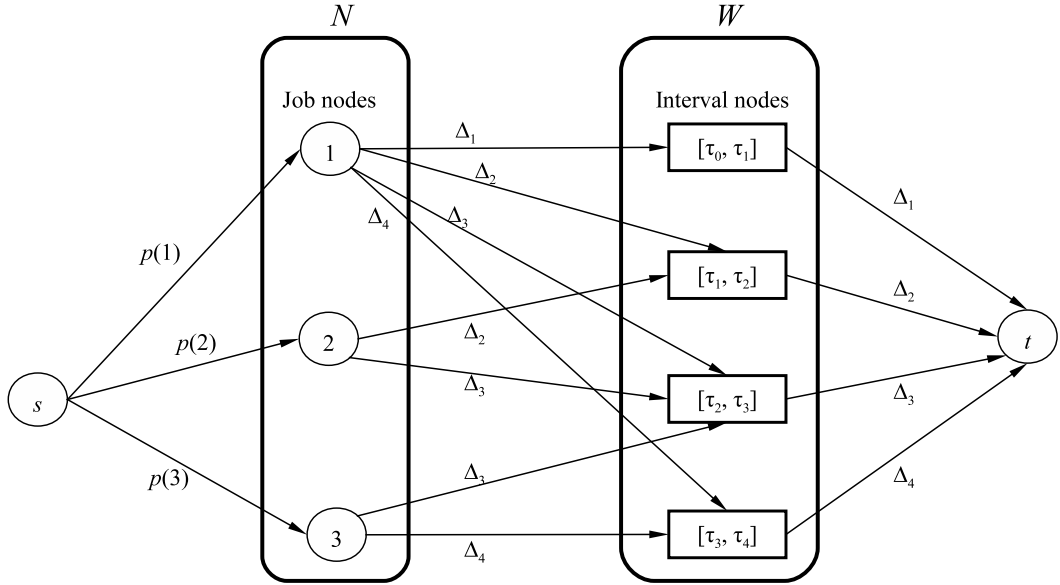 N
W
Job nodes
Interval nodes
Δ₁
1
[τ₀, τ₁]
Δ₂
Δ₁
Δ₄
Δ₃
p(1)
[τ₁, τ₂]
Δ₂
p(2)
2
Δ₂
t
Δ₃
[τ₂, τ₃]
Δ₃
s
p(3)
Δ₃
Δ₄
3
[τ₃, τ₄]
Δ₄